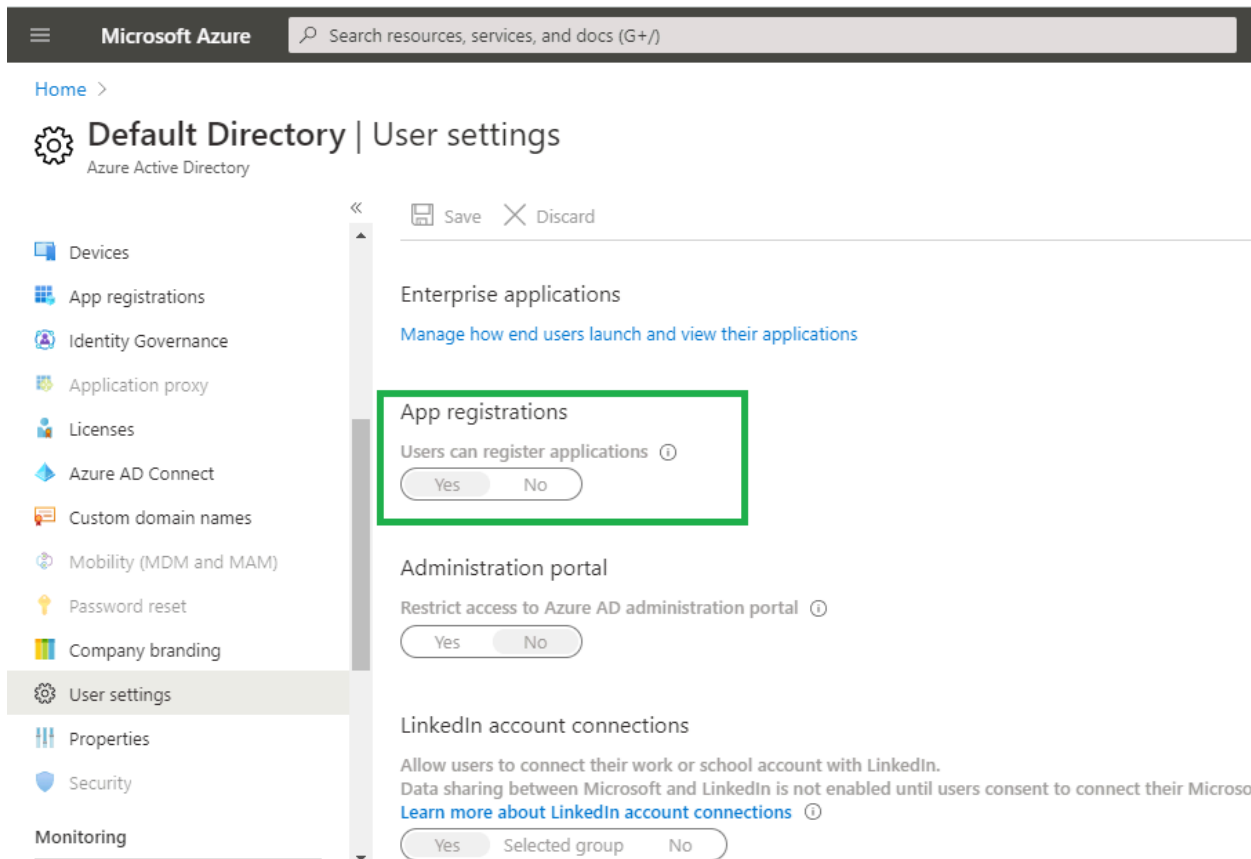 Microsoft Azure
Search resources, services, and docs (G+/)
Home >
Default Directory | User settings
Azure Active Directory
«
Save Discard
Devices
App registrations
Identity Governance
Application proxy
Licenses
Azure AD Connect
Custom domain names
Mobility (MDM and MAM)
Password reset
Company branding
User settings
Properties
Security
Monitoring
Enterprise applications
Manage how end users launch and view their applications
App registrations
Users can register applications
Yes No
Administration portal
Restrict access to Azure AD administration portal
Yes No
LinkedIn account connections
Allow users to connect their work or school account with LinkedIn.
Data sharing between Microsoft and LinkedIn is not enabled until users consent to connect their Microso
Learn more about LinkedIn account connections
Yes Selected group No